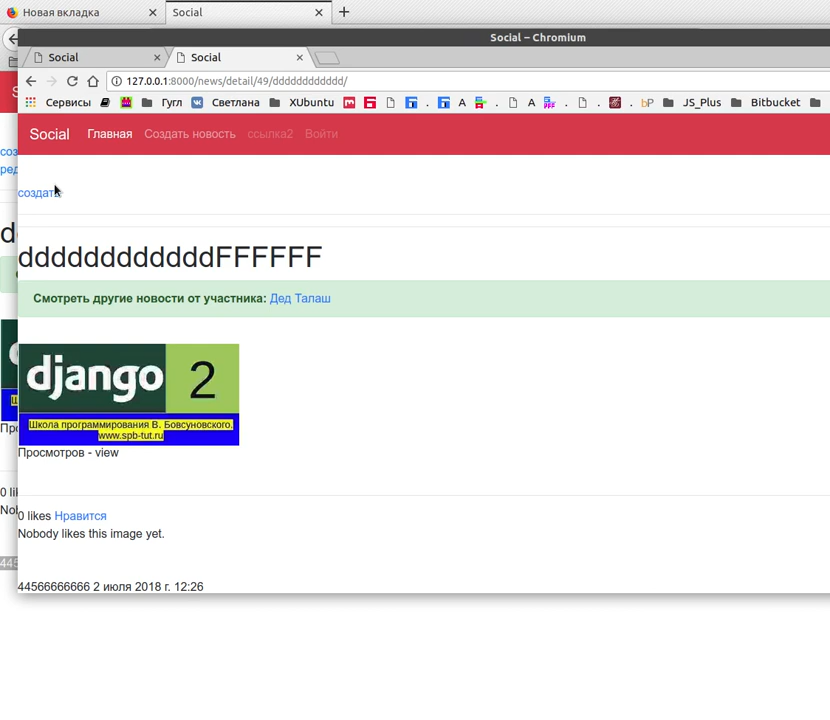 Новая вкладка
Social
Social – Chromium
Social
Social
127.0.0.1:8000/news/detail/49/dddddddddddd/
Сервисы
Гугл
Светлана
XUbuntu
A
A
bP
JS_Plus
Bitbucket
Social
Главная
Создать новость
ссылка2
Войти
соз
ред
создать
ddddddddddddFFFFFF
Смотреть другие новости от участника: Дед Талаш
django 2
Школа программирования В. Бовсуновского.
www.spb-tut.ru
Просмотров - view
0 likes Нравится
Nobody likes this image yet.
44566666666 2 июля 2018 г. 12:26